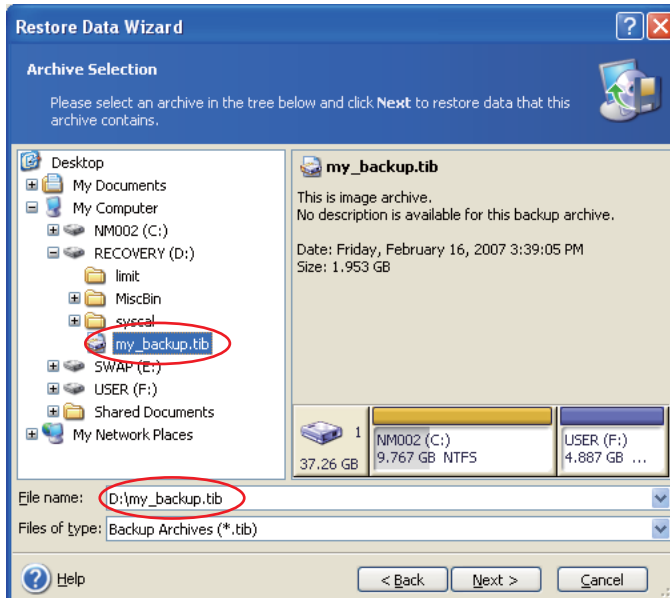 Restore Data Wizard
Archive Selection
Please select an archive in the tree below and click Next to restore data that this
archive contains.
Desktop
My Documents
My Computer
NM002 (C:)
RECOVERY (D:)
limit
MiscBin
syscal
my_backup.tib
SWAP (E:)
USER (F:)
Shared Documents
My Network Places
my_backup.tib
This is image archive.
No description is available for this backup archive.
Date: Friday, February 16, 2007 3:39:05 PM
Size: 1.953 GB
1
37.26 GB
NM002 (C:)
9.767 GB NTFS
USER (F:)
4.887 GB ...
File name: D:\my_backup.tib
Files of type: Backup Archives (*.tib)
Help
< Back
Next >
Cancel